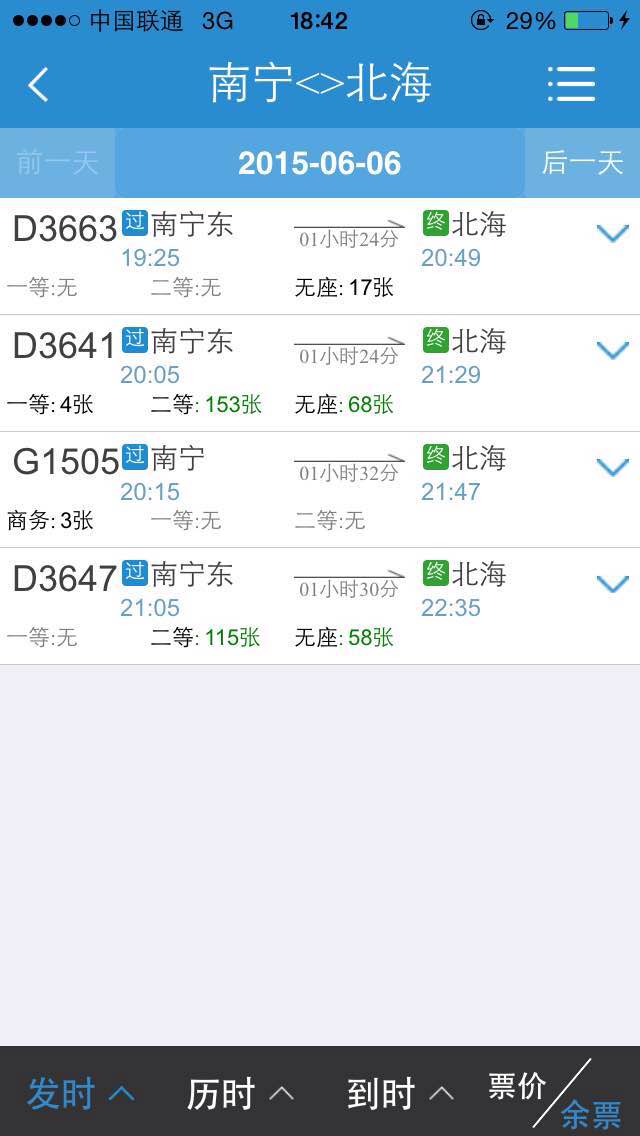 中国联通 3G 18:42 29%
南宁<>北海
前一天 2015-06-06 后一天
D3663 过 南宁东 01小时24分 终 北海
19:25 20:49
一等:无 二等:无 无座: 17张
D3641 过 南宁东 01小时24分 终 北海
20:05 21:29
一等: 4张 二等: 153张 无座: 68张
G1505 过 南宁 01小时32分 终 北海
20:15 21:47
商务: 3张 一等:无 二等:无
D3647 过 南宁东 01小时30分 终 北海
21:05 22:35
一等:无 二等: 115张 无座: 58张
发时 历时 到时 票价/余票